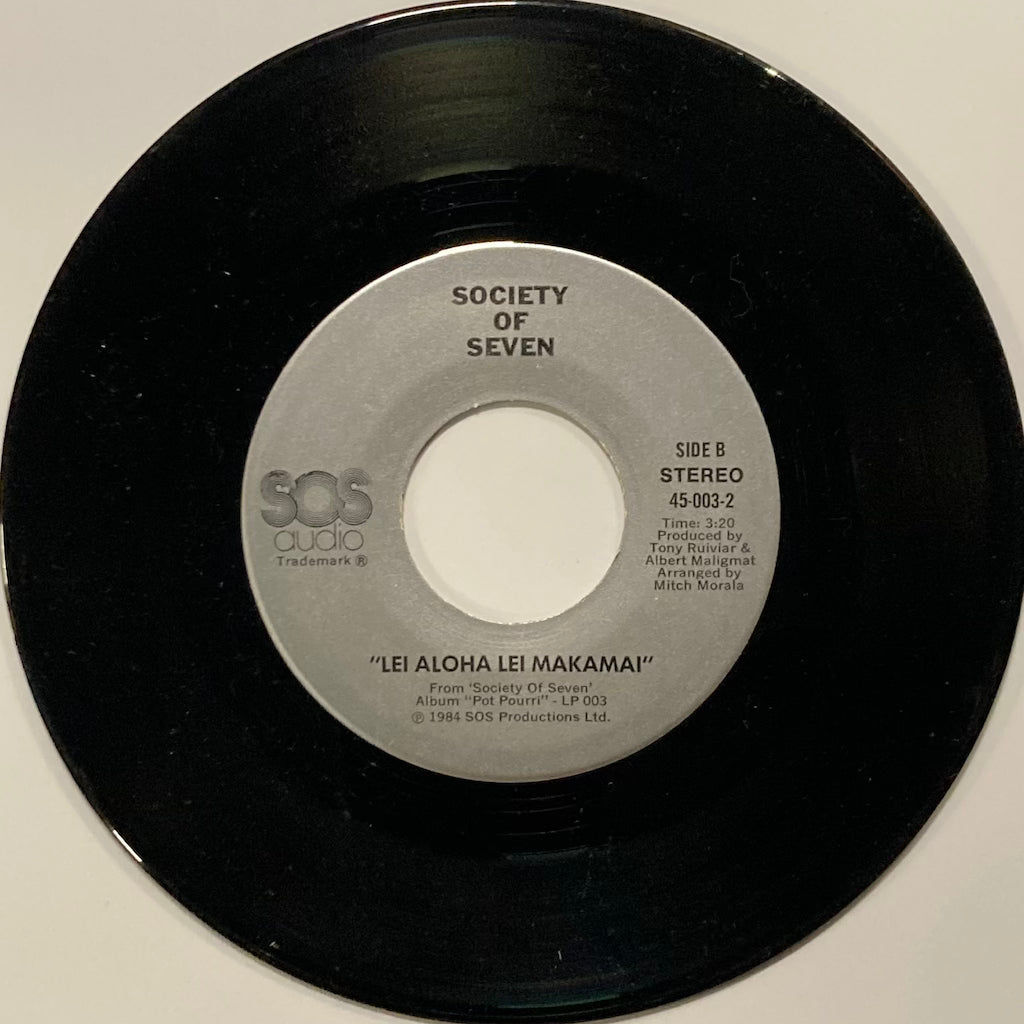 SOCIETY
OF
SEVEN
SOS
audio
Trademark ®
SIDE B
STEREO
45-003-2
Time: 3:20
Produced by
Tony Ruiviar &
Albert Maligmat
Arranged by
Mitch Morala
"LEI ALOHA LEI MAKAMAI"
From 'Society Of Seven'
Album "Pot Pourri" - LP 003
℗ 1984 SOS Productions Ltd.